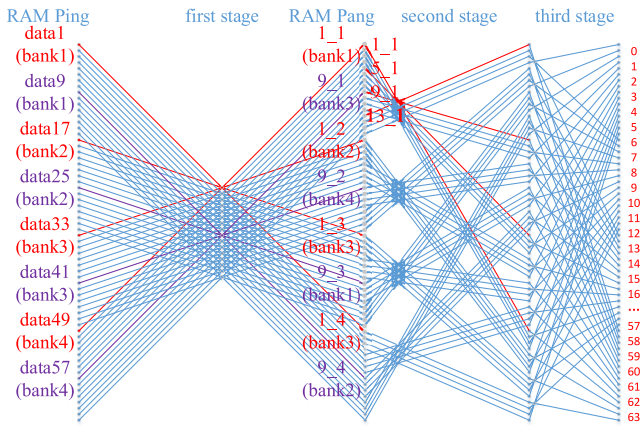 RAM Ping
first stage
RAM Pang
second stage
third stage
data1
(bank1)
data9
(bank1)
data17
(bank2)
data25
(bank2)
data33
(bank3)
data41
(bank3)
data49
(bank4)
data57
(bank4)
1_1
(bank1)
9_1
(bank3)
1_2
(bank2)
9_2
(bank4)
1_3
(bank3)
9_3
(bank1)
1_4
(bank3)
9_4
(bank2)
1_1
5_1
9_1
13_1
0
1
2
3
4
5
6
7
8
9
10
11
12
13
14
15
16
...
57
58
59
60
61
62
63